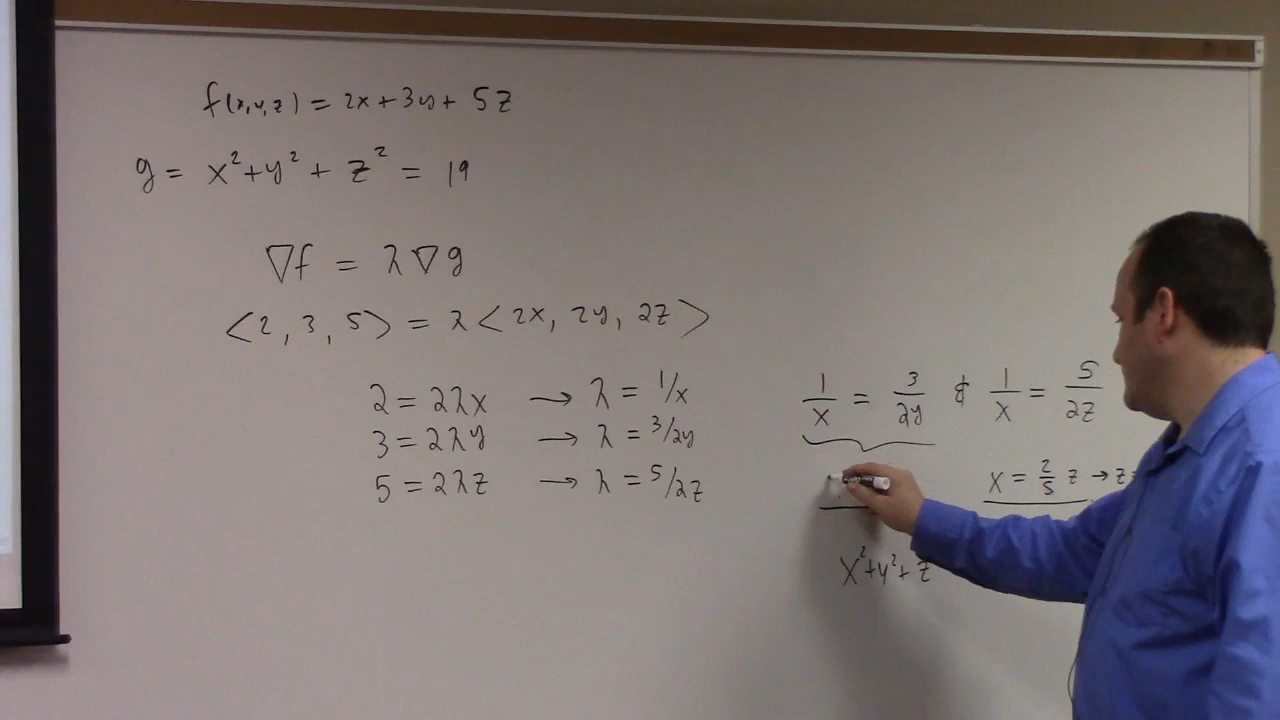 f(x,y,z) = 2x + 3y + 5z
g = x² + y² + z² = 19
∇f = λ∇g
<2, 3, 5> = λ<2x, 2y, 2z>
2 = 2λx → λ = 1/x
3 = 2λy → λ = 3/2y
5 = 2λz → λ = 5/2z
1/x = 3/2y & 1/x = 5/2z
x = 2/5 z → z =
x² + y² + z